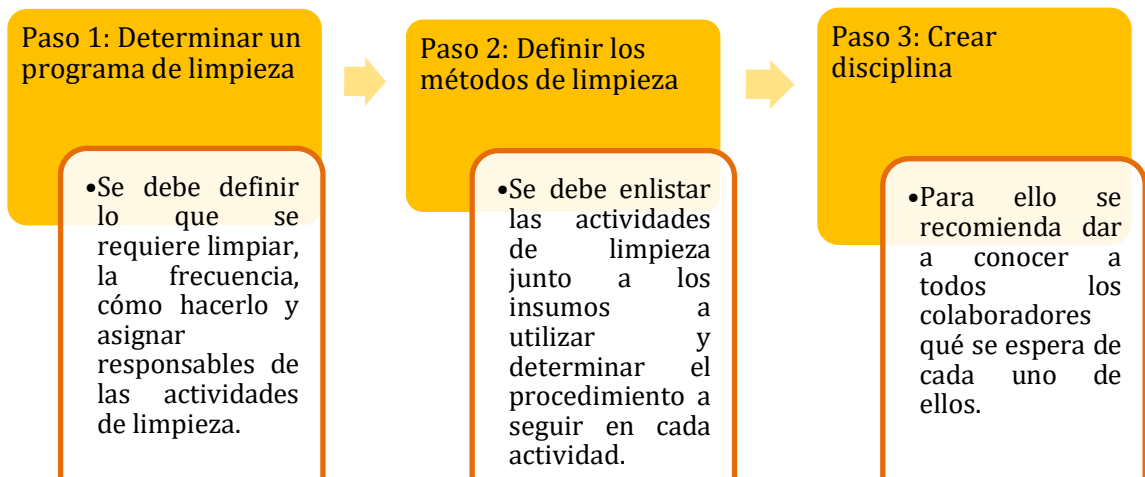 Paso 1: Determinar un
programa de limpieza
•Se debe definir
lo que se
requiere limpiar,
la frecuencia,
cómo hacerlo y
asignar
responsables de
las actividades
de limpieza.
Paso 2: Definir los
métodos de limpieza
•Se debe enlistar
las actividades
de limpieza
junto a los
insumos a
utilizar y
determinar el
procedimiento a
seguir en cada
actividad.
Paso 3: Crear
disciplina
•Para ello se
recomienda dar
a conocer a
todos los
colaboradores
qué se espera de
cada uno de
ellos.